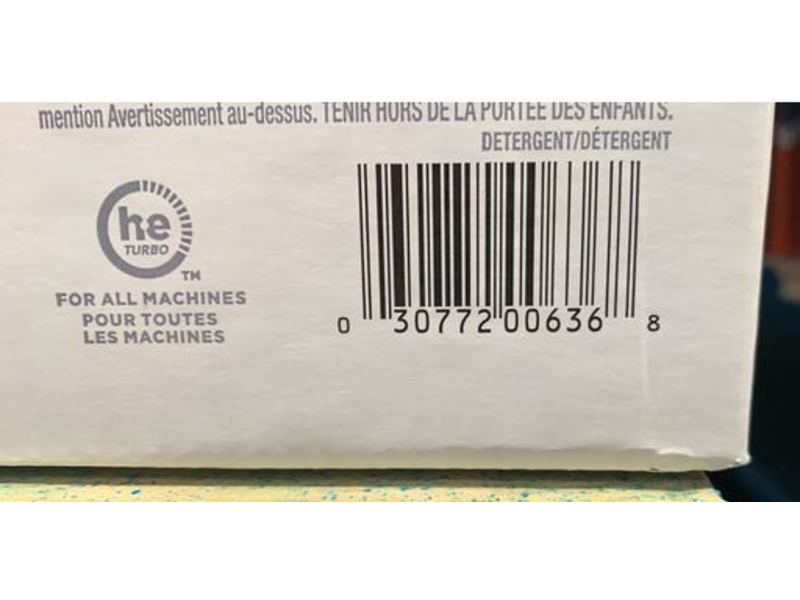 mention Avertissement au-dessus. TENIR HORS DE LA PORTÉE DES ENFANTS.
DETERGENT/DÉTERGENT
he
TURBO
TM
FOR ALL MACHINES
POUR TOUTES
LES MACHINES
0 30772 00636 8